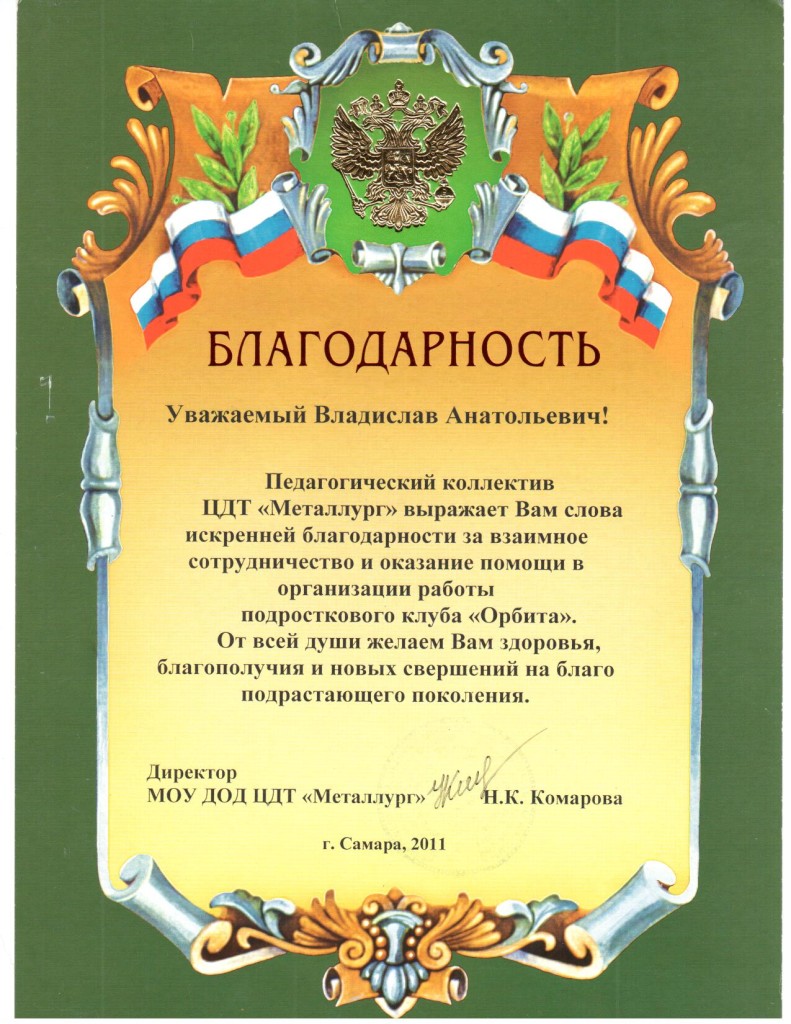 БЛАГОДАРНОСТЬ
Уважаемый Владислав Анатольевич!
Педагогический коллектив
ЦДТ «Металлург» выражает Вам слова
искренней благодарности за взаимное
сотрудничество и оказание помощи в
организации работы
подросткового клуба «Орбита».
От всей души желаем Вам здоровья,
благополучия и новых свершений на благо
подрастающего поколения.
Директор
МОУ ДОД ЦДТ «Металлург» Н.К. Комарова
г. Самара, 2011